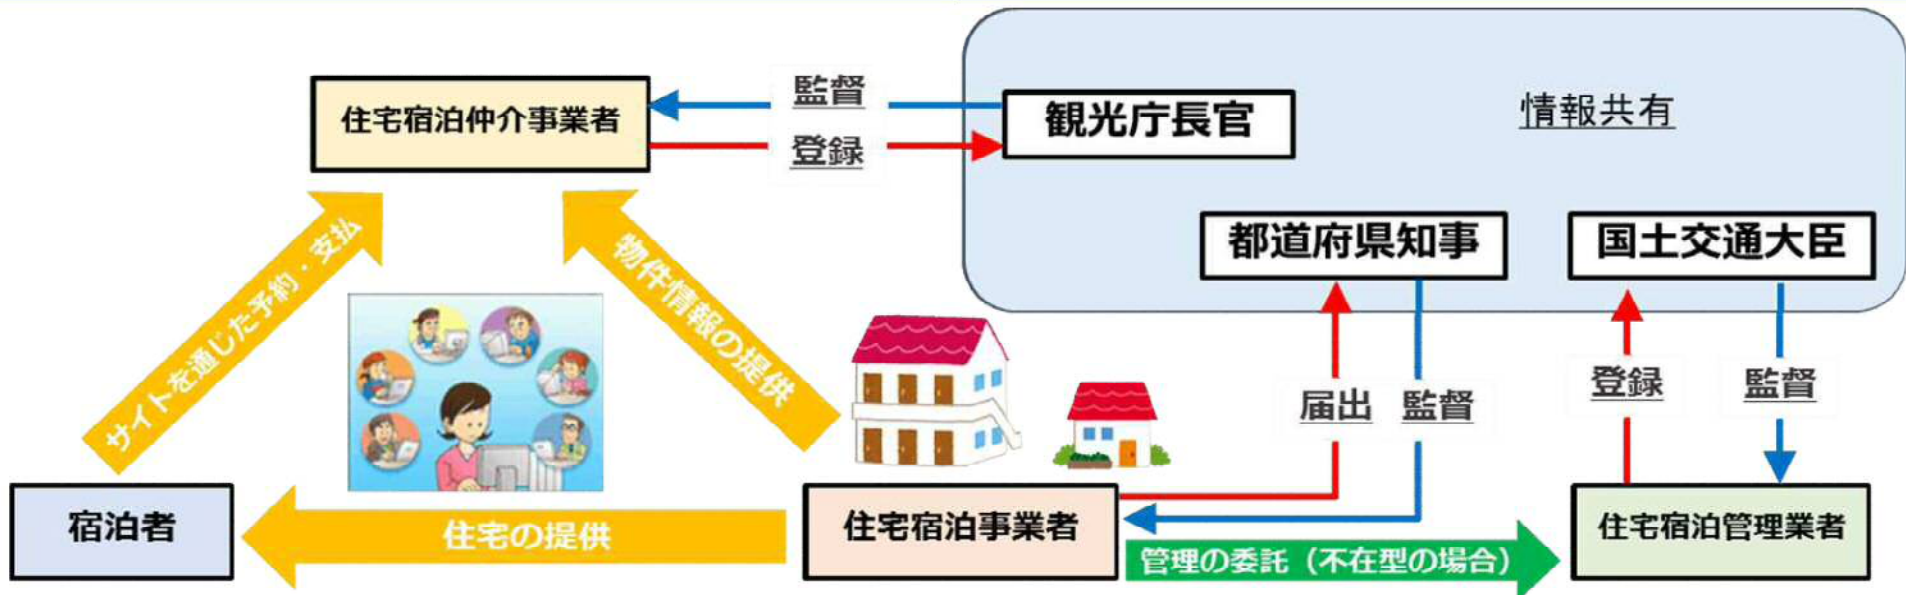 監督
住宅宿泊仲介事業者
観光庁長官
情報共有
登録
都道府県知事
国土交通大臣
サイトを通じた予約・支払
物件情報の提供
届出
監督
登録
監督
宿泊者
住宅の提供
住宅宿泊事業者
管理の委託（不在型の場合）
住宅宿泊管理業者